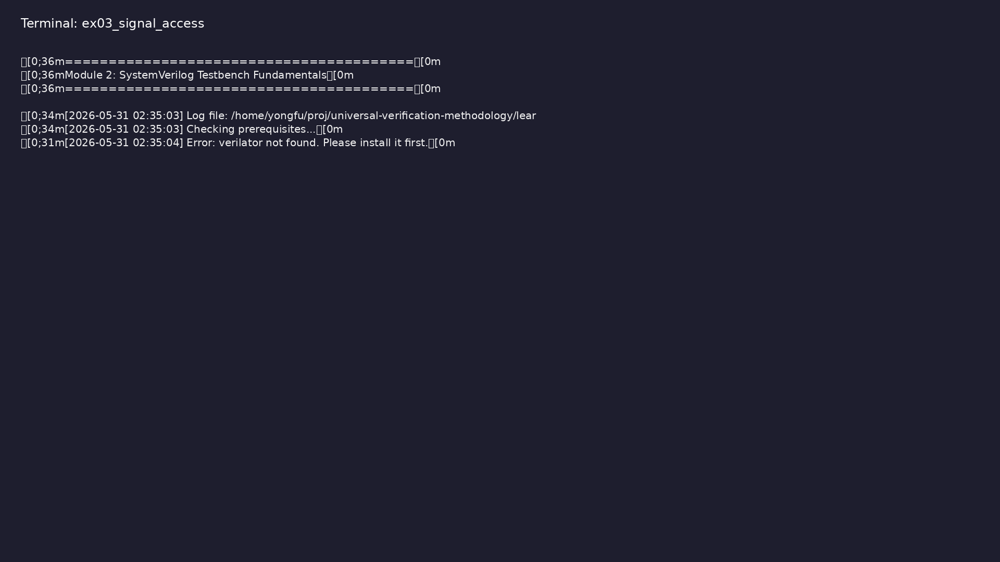 Terminal: ex03_signal_access
▯[0;36m========================================▯[0m
▯[0;36mModule 2: SystemVerilog Testbench Fundamentals▯[0m
▯[0;36m========================================▯[0m
▯[0;34m[2026-05-31 02:35:03] Log file: /home/yongfu/proj/universal-verification-methodology/lear
▯[0;34m[2026-05-31 02:35:03] Checking prerequisites...▯[0m
▯[0;31m[2026-05-31 02:35:04] Error: verilator not found. Please install it first.▯[0m